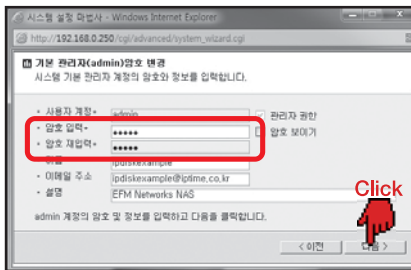 시스템 설정 마법사 - Windows Internet Explorer
http://192.168.0.250/cgi/advanced/system_wizard.cgi
기본 관리자(admin)암호 변경
시스템 기본 관리자 계정의 암호와 정보를 입력합니다.
사용자 계정* admin 관리자 권한
암호 입력* ••••• 암호 보이기
암호 재입력* •••••
이름 ipdiskexample
이메일 주소 ipdiskexample@iptime.co.kr
설명 EFM Networks NAS
Click
admin 계정의 암호 및 정보를 입력하고 다음을 클릭합니다.
< 이전 다음 >